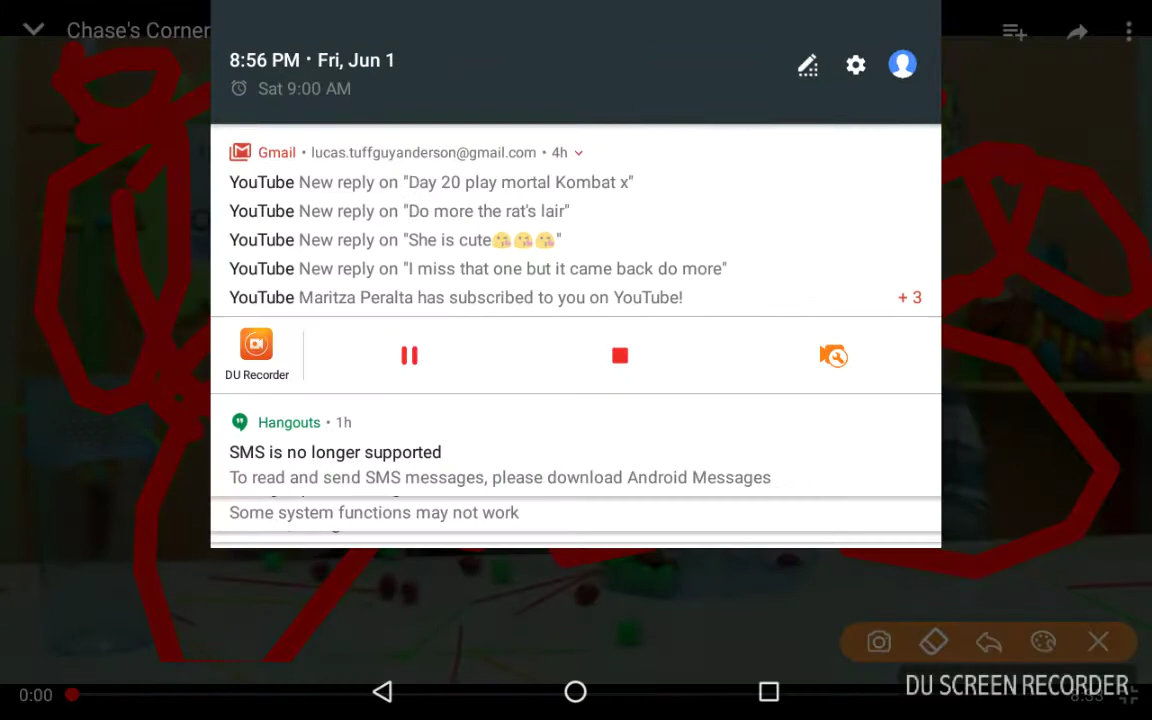 Chase's Corner
8:56 PM • Fri, Jun 1
Sat 9:00 AM
Gmail • lucas.tuffguyanderson@gmail.com • 4h
YouTube New reply on "Day 20 play mortal Kombat x"
YouTube New reply on "Do more the rat's lair"
YouTube New reply on "She is cute😘😘😘"
YouTube New reply on "I miss that one but it came back do more"
YouTube Maritza Peralta has subscribed to you on YouTube!
+ 3
DU Recorder
Hangouts • 1h
SMS is no longer supported
To read and send SMS messages, please download Android Messages
Some system functions may not work
0:00
DU SCREEN RECORDER